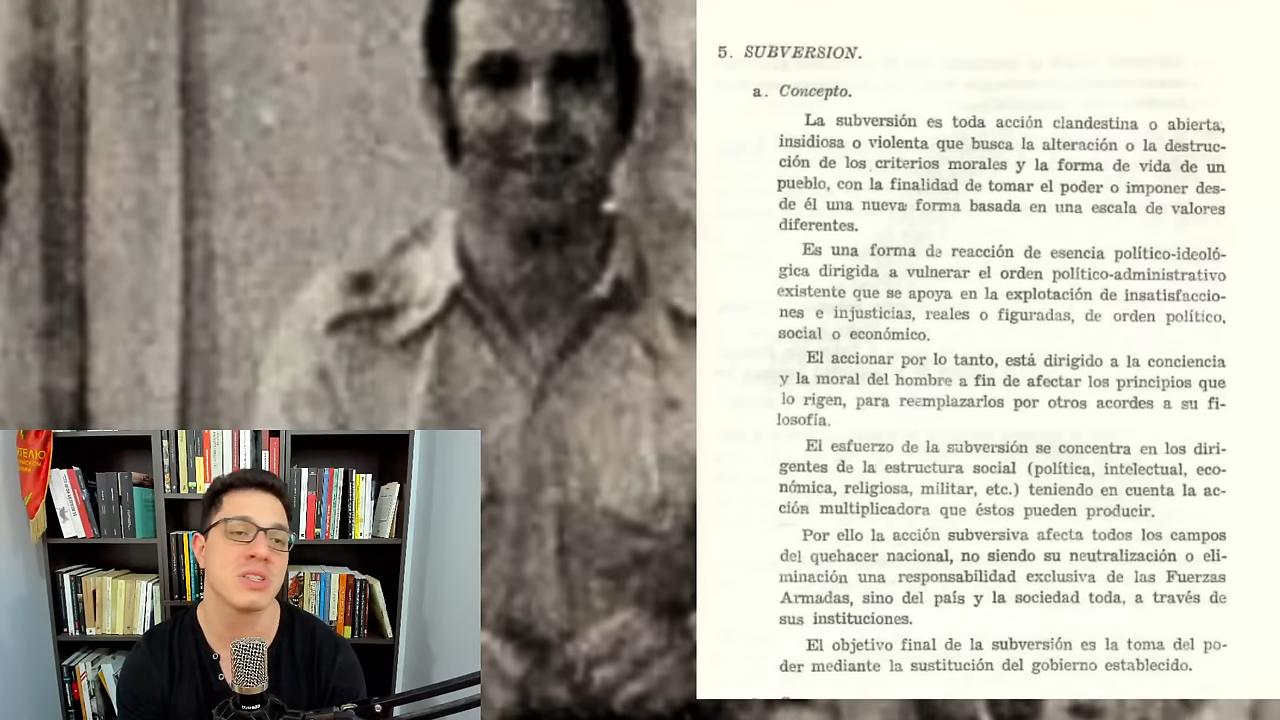 5. SUBVERSION.
a. Concepto.
La subversión es toda acción clandestina o abierta,
insidiosa o violenta que busca la alteración o la destruc-
ción de los criterios morales y la forma de vida de un
pueblo, con la finalidad de tomar el poder o imponer des-
de él una nueva forma basada en una escala de valores
diferentes.
Es una forma de reacción de esencia político-ideoló-
gica dirigida a vulnerar el orden político-administrativo
existente que se apoya en la explotación de insatisfaccio-
nes e injusticias, reales o figuradas, de orden político,
social o económico.
El accionar por lo tanto, está dirigido a la conciencia
y la moral del hombre a fin de afectar los principios que
lo rigen, para reemplazarlos por otros acordes a su fi-
losofía.
El esfuerzo de la subversión se concentra en los diri-
gentes de la estructura social (política, intelectual, eco-
nómica, religiosa, militar, etc.) teniendo en cuenta la ac-
ción multiplicadora que éstos pueden producir.
Por ello la acción subversiva afecta todos los campos
del quehacer nacional, no siendo su neutralización o eli-
minación una responsabilidad exclusiva de las Fuerzas
Armadas, sino del país y la sociedad toda, a través de
sus instituciones.
El objetivo final de la subversión es la toma del po-
der mediante la sustitución del gobierno establecido.